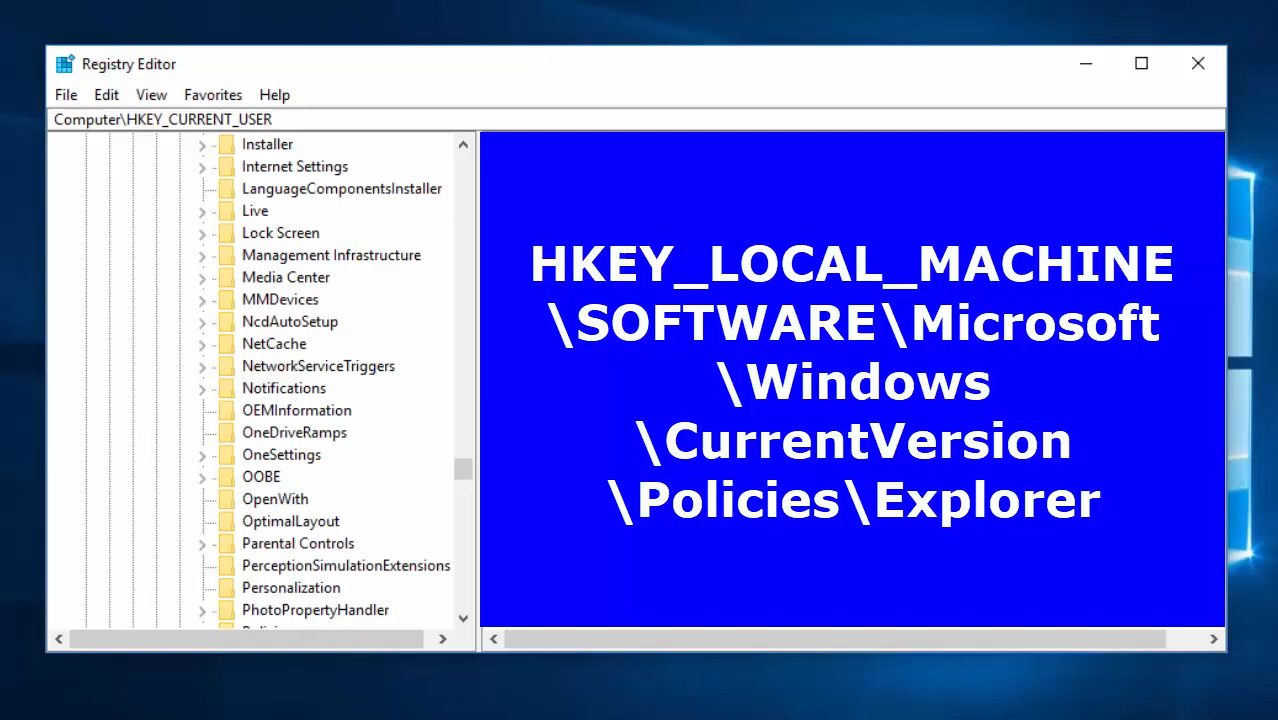 Registry Editor
File Edit View Favorites Help
Computer\HKEY_CURRENT_USER
Installer
Internet Settings
LanguageComponentsInstaller
Live
Lock Screen
Management Infrastructure
Media Center
MMDevices
NcdAutoSetup
NetCache
NetworkServiceTriggers
Notifications
OEMInformation
OneDriveRamps
OneSettings
OOBE
OpenWith
OptimalLayout
Parental Controls
PerceptionSimulationExtensions
Personalization
PhotoPropertyHandler
HKEY_LOCAL_MACHINE
\SOFTWARE\Microsoft
\Windows
\CurrentVersion
\Policies\Explorer